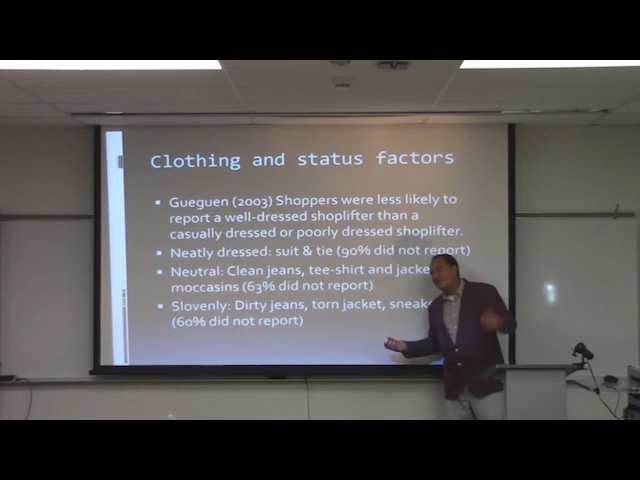 Clothing and status factors
Gueguen (2003) Shoppers were less likely to
report a well-dressed shoplifter than a
casually dressed or poorly dressed shoplifter.
Neatly dressed: suit & tie (90% did not report)
Neutral: Clean jeans, tee-shirt and jacke
moccasins (63% did not report)
Slovenly: Dirty jeans, torn jacket, sneake
(60% did not report)